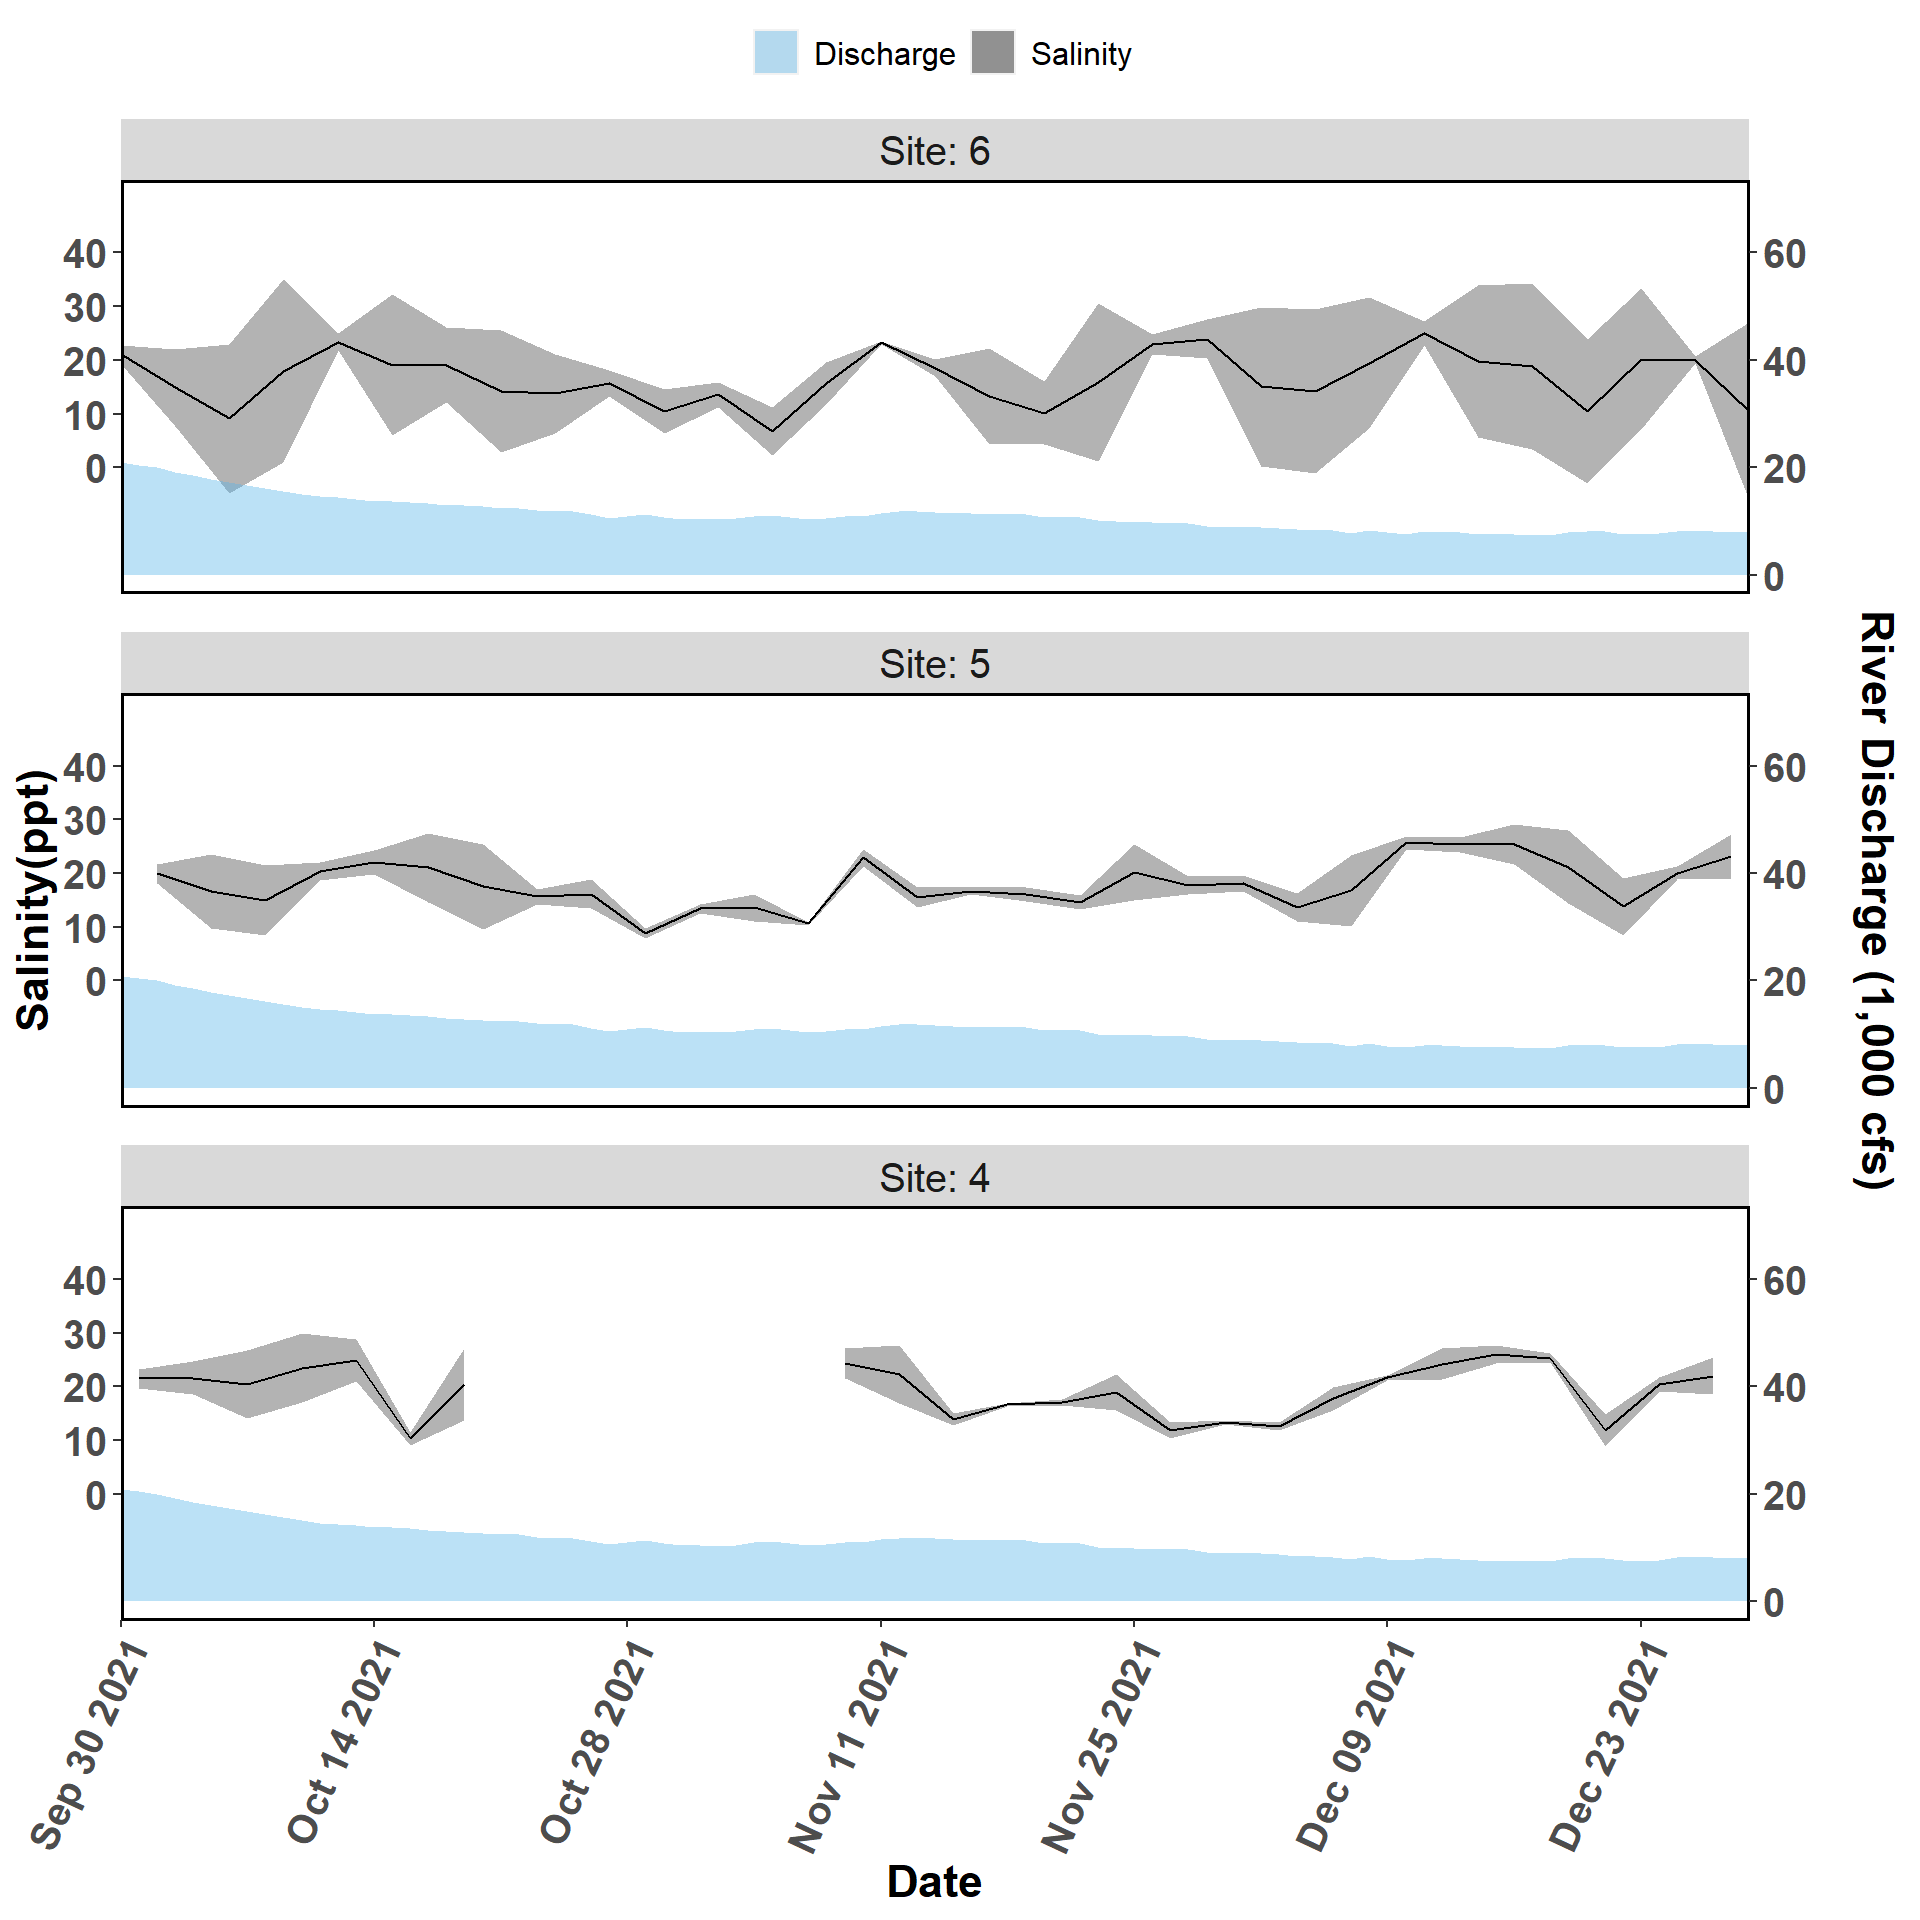 Discharge Salinity
Site: 6
40
30
20
10
0
60
40
20
0
Site: 5
40
30
20
10
0
60
40
20
0
Site: 4
40
30
20
10
0
60
40
20
0
Salinity(ppt)
River Discharge (1,000 cfs)
Sep 30 2021
Oct 14 2021
Oct 28 2021
Nov 11 2021
Nov 25 2021
Dec 09 2021
Dec 23 2021
Date